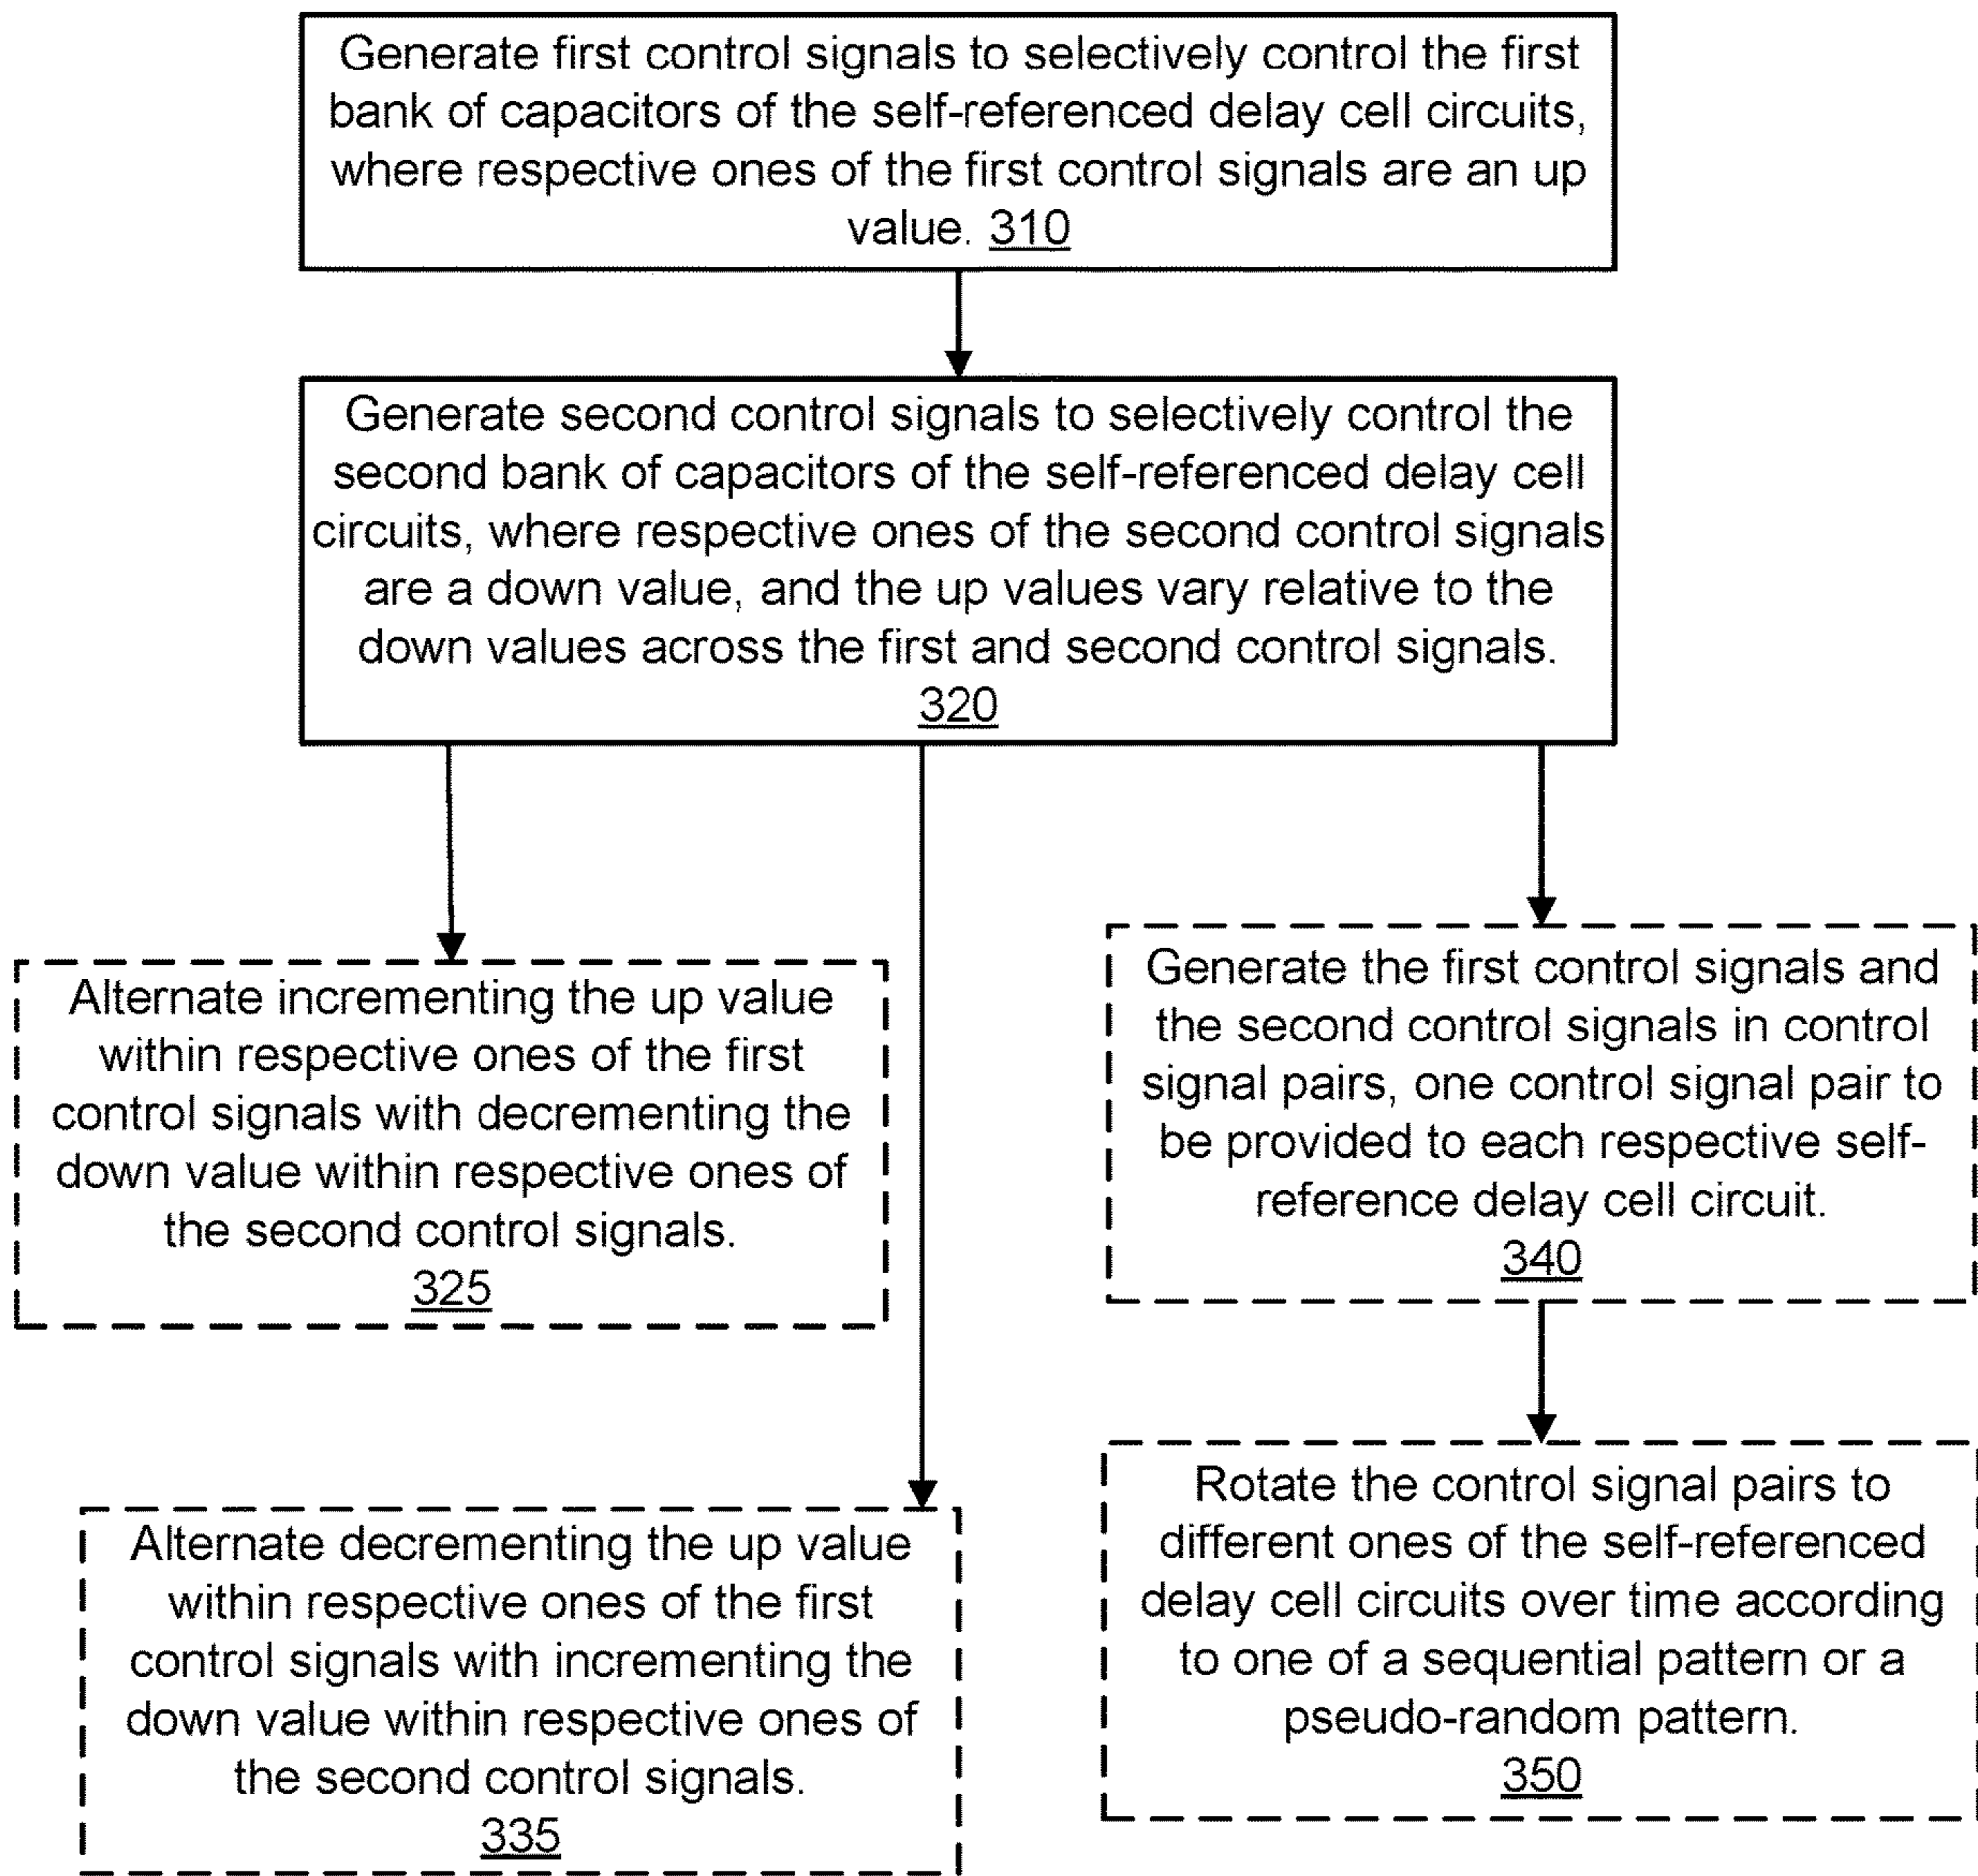 Generate first control signals to selectively control the first
bank of capacitors of the self-referenced delay cell circuits,
where respective ones of the first control signals are an up
value. 310
Generate second control signals to selectively control the
second bank of capacitors of the self-referenced delay cell
circuits, where respective ones of the second control signals
are a down value, and the up values vary relative to the
down values across the first and second control signals.
320
Alternate incrementing the up value
within respective ones of the first
control signals with decrementing the
down value within respective ones of
the second control signals.
325
Alternate decrementing the up value
within respective ones of the first
control signals with incrementing the
down value within respective ones of
the second control signals.
335
Generate the first control signals and
the second control signals in control
signal pairs, one control signal pair to
be provided to each respective self-
reference delay cell circuit.
340
Rotate the control signal pairs to
different ones of the self-referenced
delay cell circuits over time according
to one of a sequential pattern or a
pseudo-random pattern.
350